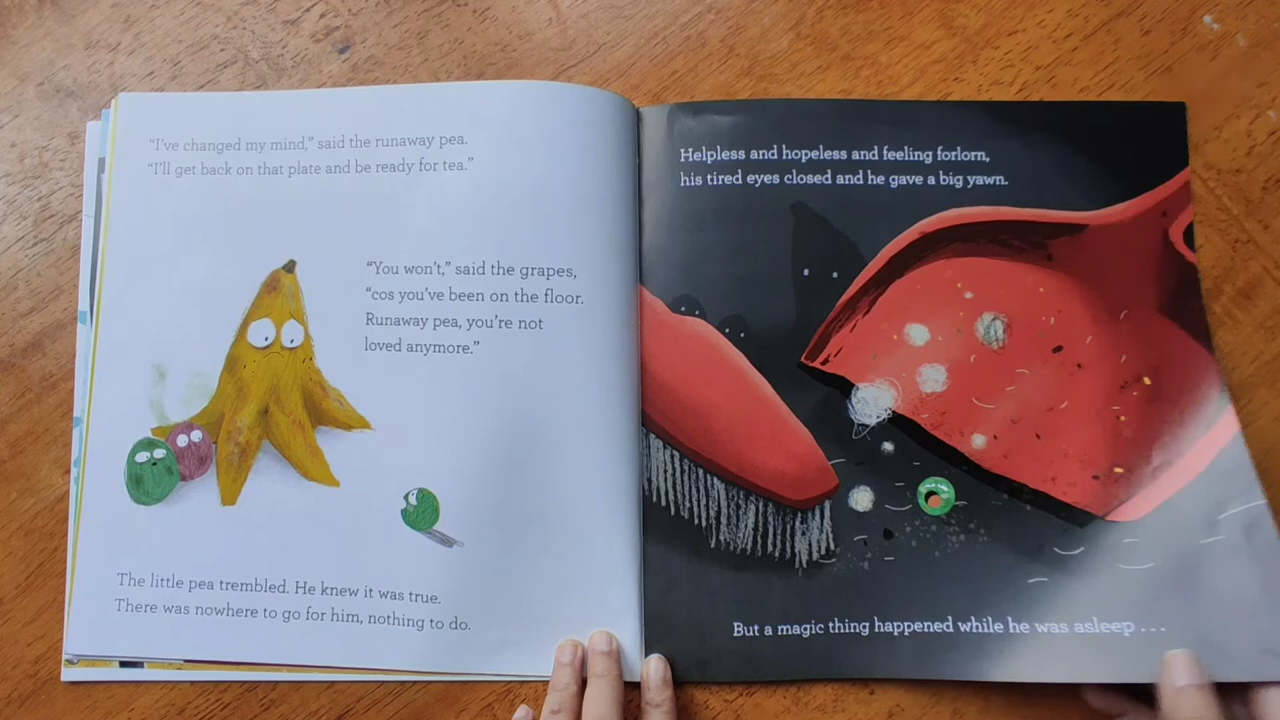 “I’ve changed my mind,” said the runaway pea.
“I’ll get back on that plate and be ready for tea.”
“You won’t,” said the grapes,
“cos you’ve been on the floor.
Runaway pea, you’re not
loved anymore.”
The little pea trembled. He knew it was true.
There was nowhere to go for him, nothing to do.
Helpless and hopeless and feeling forlorn,
his tired eyes closed and he gave a big yawn.
But a magic thing happened while he was asleep . . .